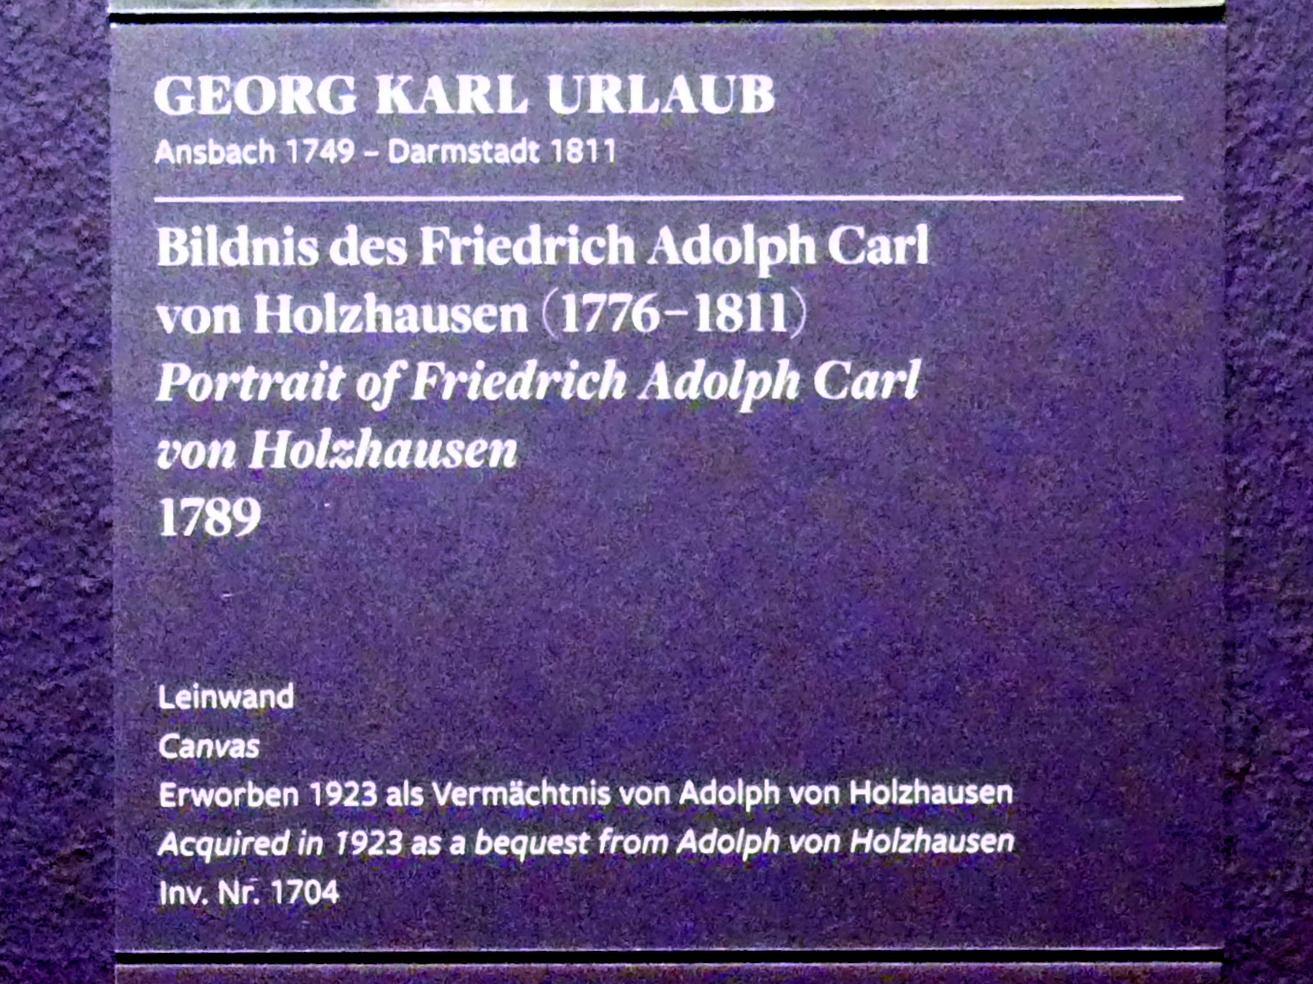 GEORG KARL URLAUB
Ansbach 1749 – Darmstadt 1811
Bildnis des Friedrich Adolph Carl
von Holzhausen (1776–1811)
Portrait of Friedrich Adolph Carl
von Holzhausen
1789
Leinwand
Canvas
Erworben 1923 als Vermächtnis von Adolph von Holzhausen
Acquired in 1923 as a bequest from Adolph von Holzhausen
Inv. Nr. 1704